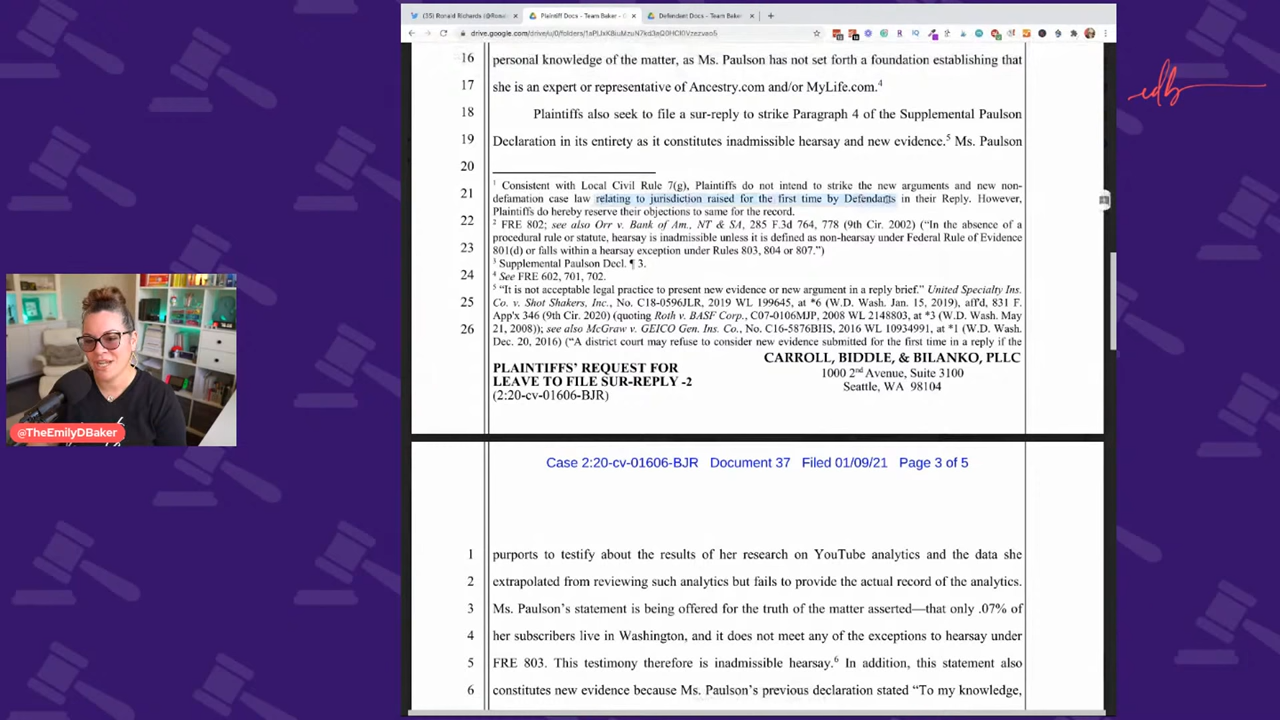 (35) Ronald Richards (@Rona
Plaintiff Docs - Team Baker - G
Defendant Docs - Team Baker -
edb
16 personal knowledge of the matter, as Ms. Paulson has not set forth a foundation establishing that
17 she is an expert or representative of Ancestry.com and/or MyLife.com.4
18 Plaintiffs also seek to file a sur-reply to strike Paragraph 4 of the Supplemental Paulson
19 Declaration in its entirety as it constitutes inadmissible hearsay and new evidence.5 Ms. Paulson
20
1 Consistent with Local Civil Rule 7(g), Plaintiffs do not intend to strike the new arguments and new non-
21 defamation case law relating to jurisdiction raised for the first time by Defendants in their Reply. However,
22 Plaintiffs do hereby reserve their objections to same for the record.
2 FRE 802; see also Orr v. Bank of Am., NT & SA, 285 F.3d 764, 778 (9th Cir. 2002) ("In the absence of a
procedural rule or statute, hearsay is inadmissible unless it is defined as non-hearsay under Federal Rule of Evidence
23 801(d) or falls within a hearsay exception under Rules 803, 804 or 807.")
3 Supplemental Paulson Decl. ¶ 3.
24 4 See FRE 602, 701, 702.
5 "It is not acceptable legal practice to present new evidence or new argument in a reply brief." United Specialty Ins.
25 Co. v. Shot Shakers, Inc., No. C18-0596JLR, 2019 WL 199645, at *6 (W.D. Wash. Jan. 15, 2019), aff'd, 831 F.
App'x 346 (9th Cir. 2020) (quoting Roth v. BASF Corp., C07-0106MJP, 2008 WL 2148803, at *3 (W.D. Wash. May
26 21, 2008)); see also McGraw v. GEICO Gen. Ins. Co., No. C16-5876BHS, 2016 WL 10934991, at *1 (W.D. Wash.
Dec. 20, 2016) ("A district court may refuse to consider new evidence submitted for the first time in a reply if the
PLAINTIFFS' REQUEST FOR
LEAVE TO FILE SUR-REPLY -2
(2:20-cv-01606-BJR)
CARROLL, BIDDLE, & BILANKO, PLLC
1000 2nd Avenue, Suite 3100
Seattle, WA 98104
@TheEmilyDBaker
Case 2:20-cv-01606-BJR Document 37 Filed 01/09/21 Page 3 of 5
1 purports to testify about the results of her research on YouTube analytics and the data she
2 extrapolated from reviewing such analytics but fails to provide the actual record of the analytics.
3 Ms. Paulson's statement is being offered for the truth of the matter asserted—that only .07% of
4 her subscribers live in Washington, and it does not meet any of the exceptions to hearsay under
5 FRE 803. This testimony therefore is inadmissible hearsay.6 In addition, this statement also
6 constitutes new evidence because Ms. Paulson's previous declaration stated "To my knowledge,